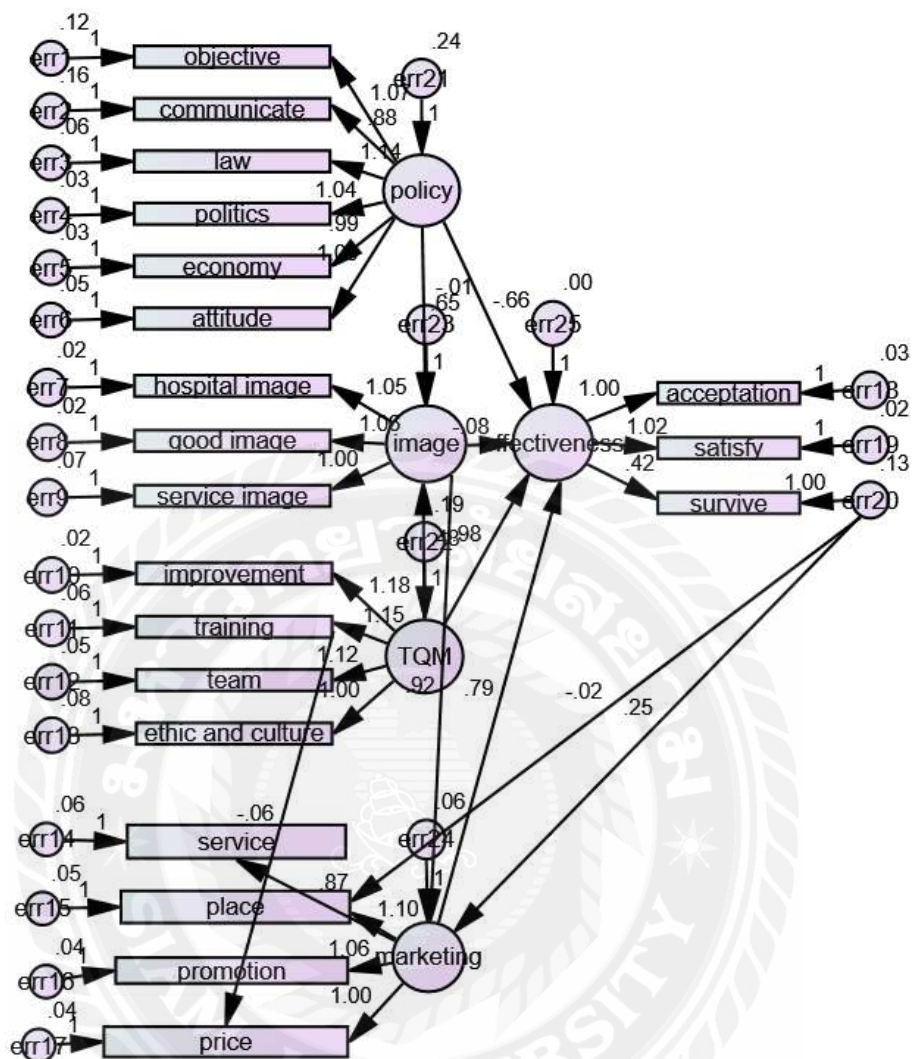 .12
err1
1
objective
.24
err21
1
.16
err2
1
communicate
1.07
.88
.06
err3
1
law
1.14
policy
.03
err4
1
politics
1.04
.03
err5
1
economy
.99
.05
err6
1
attitude
-.01
.65
err23
1
-.66
.00
err25
1
.02
err7
1
hospital image
1.05
1.00
acceptation
1
.03
.02
err8
1
good image
1.06
image
-.08
effectiveness
1.02
satisfy
1
.02
err19
.07
err9
1
service image
1.00
.42
survive
1.00
.13
err20
.19
.98
1
.02
err10
1
improvement
1.18
.06
err11
1
training
1.15
TQM
.05
err12
1
team
1.12
.92
.79
.08
1
ethic and culture
1.00
-.02
.25
.06
err14
1
service
-.06
.06
err24
1
.05
err15
1
place
.87
1.10
.04
err16
1
promotion
1.06
marketing
.04
err17
1
price
1.00
UNIVERSITY